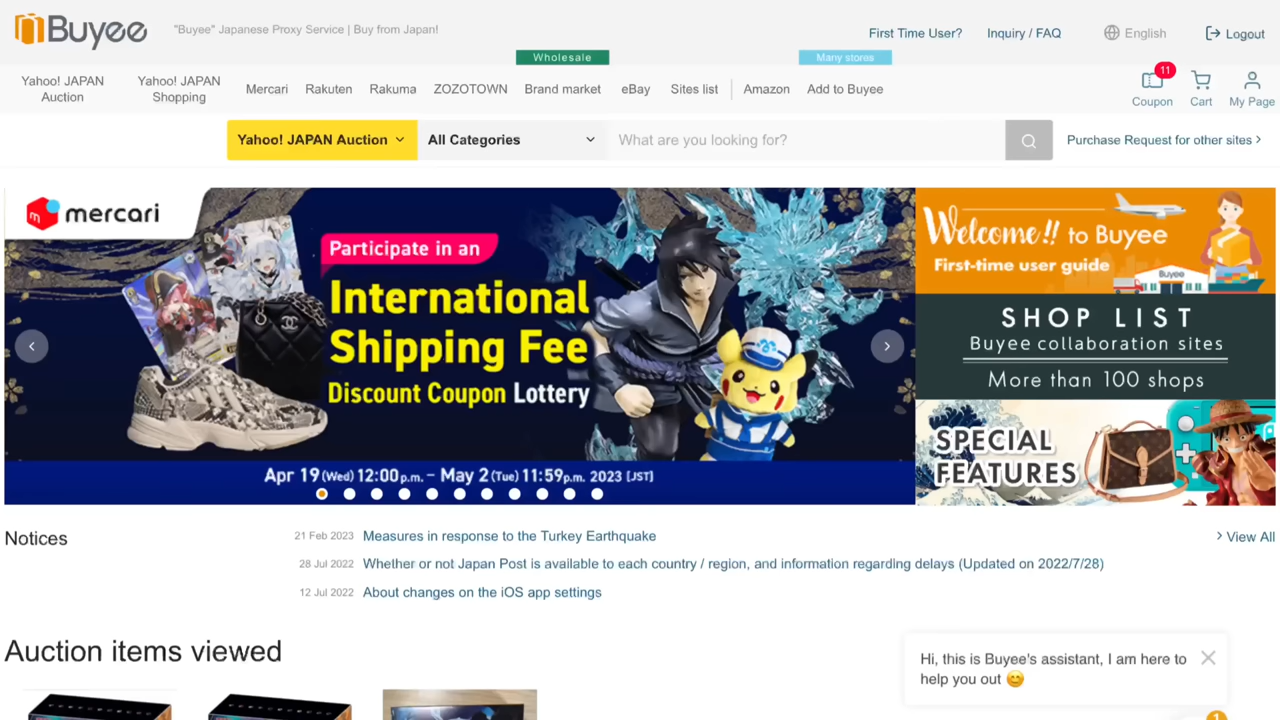 Buyee
"Buyee" Japanese Proxy Service | Buy from Japan!
First Time User?
Inquiry / FAQ
English
Logout
Wholesale
Many stores
Yahoo! JAPAN
Auction
Yahoo! JAPAN
Shopping
Mercari
Rakuten
Rakuma
ZOZOTOWN
Brand market
eBay
Sites list
Amazon
Add to Buyee
11
Coupon
Cart
My Page
Yahoo! JAPAN Auction
All Categories
What are you looking for?
Purchase Request for other sites
m mercari
Participate in an
International
Shipping Fee
Discount Coupon Lottery
Apr 19(Wed) 12:00p.m. – May 2(Tue) 11:59p.m. 2023 [JST]
Welcome!! to Buyee
First-time user guide
Buyee
SHOP LIST
Buyee collaboration sites
More than 100 shops
SPECIAL
FEATURES
Notices
21 Feb 2023 Measures in response to the Turkey Earthquake
View All
28 Jul 2022 Whether or not Japan Post is available to each country / region, and information regarding delays (Updated on 2022/7/28)
12 Jul 2022 About changes on the iOS app settings
Auction items viewed
Hi, this is Buyee's assistant, I am here to
help you out 😊
1